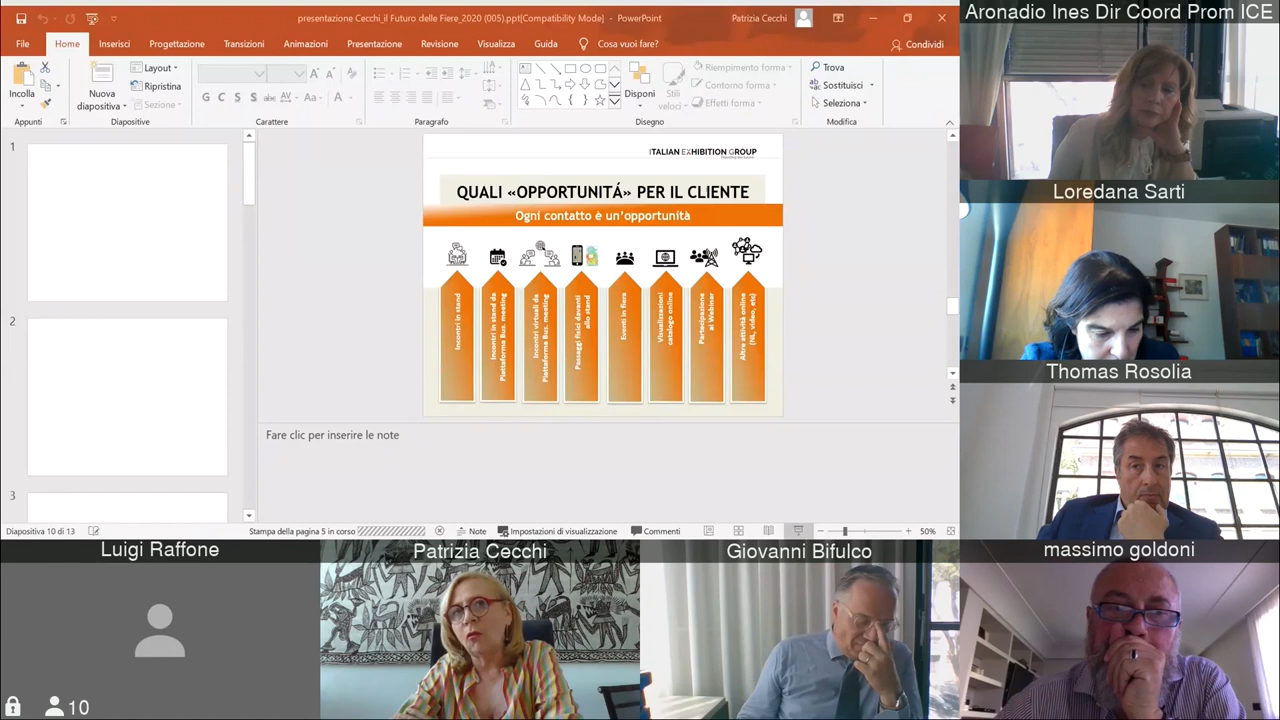 presentazione Cecchi_il Futuro delle Fiere_2020 (005).ppt[Compatibility Mode] - PowerPoint
Patrizia Cecchi
File Home Inserisci Progettazione Transizioni Animazioni Presentazione Revisione Visualizza Guida Cosa vuoi fare? Condividi
Incolla
Appunti
Nuova
diapositiva
Layout
Ripristina
Sezione
Diapositive
G C S S abc AV Aa A
Carattere
Paragrafo
Disponi
Stili
veloci
Riempimento forma
Contorno forma
Effetti forma
Disegno
Trova
Sostituisci
Seleziona
Modifica
1
2
3
ITALIAN EXHIBITION GROUP
QUALI «OPPORTUNITÁ» PER IL CLIENTE
Ogni contatto è un'opportunità
Incontri in stand
Incontri in stand da
Piattaforma Bus. meeting
Incontri virtuali da
Piattaforma Bus. meeting
Passaggi fisici davanti
allo stand
Eventi in fiera
Visualizzazioni
catalogo online
Partecipazione
ai Webinar
Altre attività online
(NL, video, etc)
Fare clic per inserire le note
Diapositiva 10 di 13
Stampa della pagina 5 in corso
Note
Impostazioni di visualizzazione
Commenti
50%
Aronadio Ines Dir Coord Prom ICE
Loredana Sarti
Thomas Rosolia
Luigi Raffone
10
Patrizia Cecchi
Giovanni Bifulco
massimo goldoni